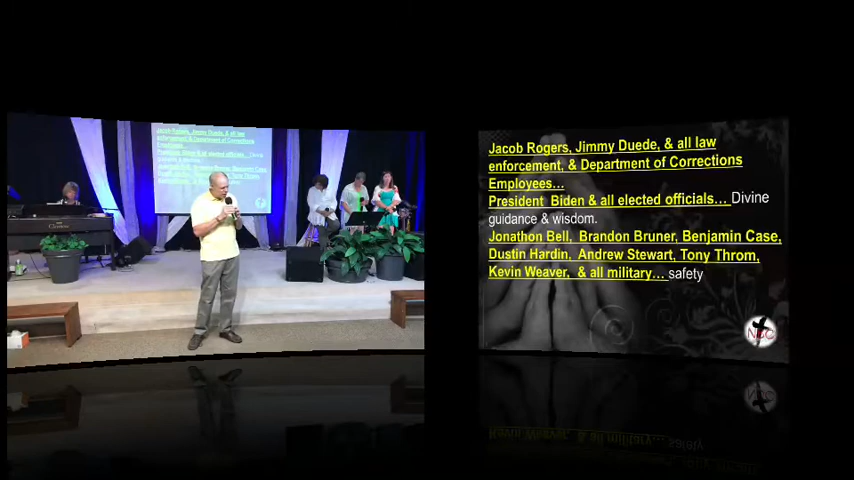 Jacob Rogers, Jimmy Duede, & all law
enforcement, & Department of Corrections
Employees…
President  Biden & all elected officials… Divine
guidance & wisdom.
Jonathon Bell,  Brandon Bruner, Benjamin Case,
Dustin Hardin.  Andrew Stewart, Tony Throm,
Kevin Weaver,  & all military… safety
NBC